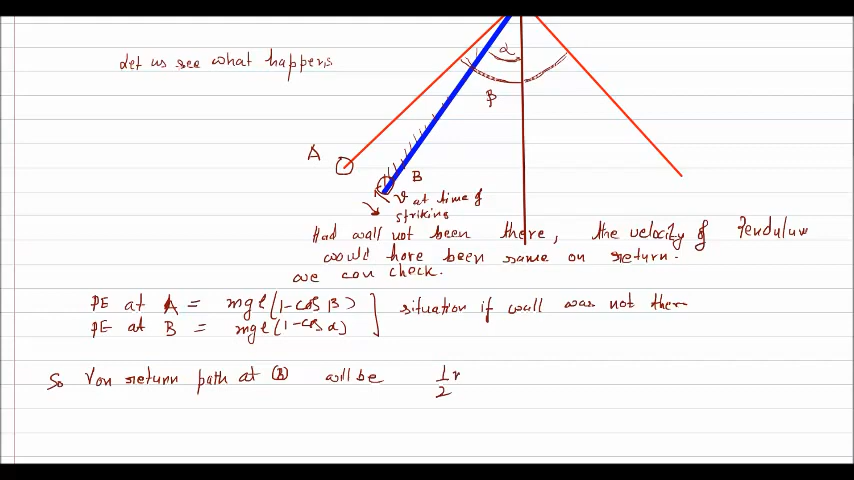 Let us see what happens
α
β
A
B
v at time of
striking
Had wall not been there, the velocity of Pendulum
would have been same on return.
we can check.
PE at A = mgl(1-cos β)
PE at B = mgl(1-cos α)
situation if wall was not there
So V on return path at B will be 1/2